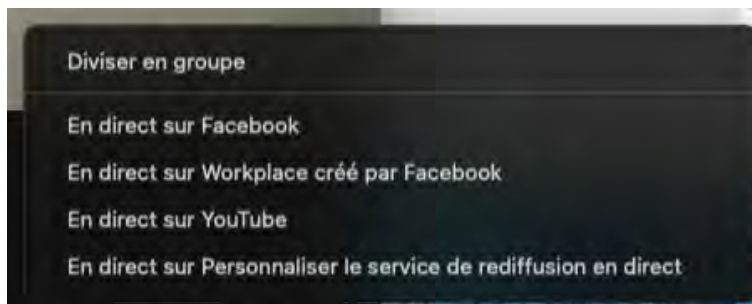 Diviser en groupe
En direct sur Facebook
En direct sur Workplace créé par Facebook
En direct sur YouTube
En direct sur Personnaliser le service de rediffusion en direct